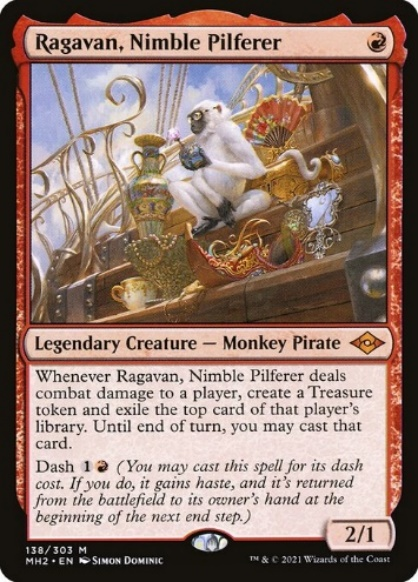 Ragavan, Nimble Pilferer
Legendary Creature — Monkey Pirate
Whenever Ragavan, Nimble Pilferer deals
combat damage to a player, create a Treasure
token and exile the top card of that player's
library. Until end of turn, you may cast that
card.
Dash 1 (You may cast this spell for its dash
cost. If you do, it gains haste, and it's returned
from the battlefield to its owner's hand at the
beginning of the next end step.)
2/1
138/303 M
MH2 • EN Simon Dominic
™ & © 2021 Wizards of the Coast